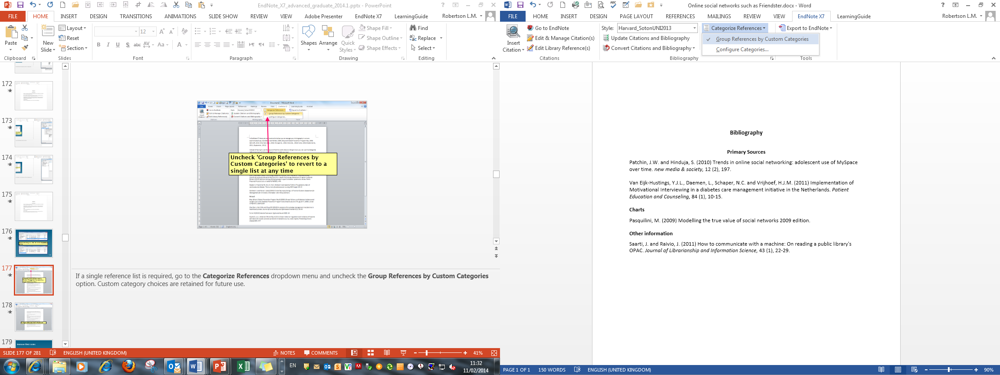 EndNote_X7_advanced_graduate_2014.1.pptx - PowerPoint
FILE HOME INSERT DESIGN TRANSITIONS ANIMATIONS SLIDE SHOW REVIEW VIEW Adobe Presenter EndNote X7 LearningGuide Robertson L.M.
Paste
Clipboard
New
Slide
Layout
Reset
Section
Slides
12
B I U S abc AV Aa A
Font
Paragraph
Shapes Arrange Quick
Styles
Shape Fill
Shape Outline
Shape Effects
Drawing
Find
Replace
Select
Editing
172
173
174
175
176
177
178
179
Remove field codes
Document2 - Microsoft Word
Uncheck 'Group References by
Custom Categories' to revert to a
single list at any time
If a single reference list is required, go to the Categorize References dropdown menu and uncheck the Group References by Custom Categories
option. Custom category choices are retained for future use.
SLIDE 177 OF 281 ENGLISH (UNITED KINGDOM) NOTES COMMENTS 41%
EN
11:32
11/02/2014
Online social networks such as Friendster.docx - Word
FILE HOME INSERT DESIGN PAGE LAYOUT REFERENCES MAILINGS REVIEW VIEW EndNote X7 LearningGuide Robertson L.M.
Insert
Citation
Go to EndNote
Edit & Manage Citation(s)
Edit Library Reference(s)
Citations
Style: Harvard_SotonUNI2013
Update Citations and Bibliography
Convert Citations and Bibliography
Bibliography
Categorize References
Group References by Custom Categories
Configure Categories...
Export to EndNote
Tools
Bibliography
Primary Sources
Patchin, J.W. and Hinduja, S. (2010) Trends in online social networking: adolescent use of MySpace
over time. new media & society, 12 (2), 197.
Van Eijk-Hustings, Y.J.L., Daemen, L., Schaper, N.C. and Vrijhoef, H.J.M. (2011) Implementation of
Motivational Interviewing in a diabetes care management initiative in the Netherlands. Patient
Education and Counseling, 84 (1), 10-15.
Charts
Pasquilini, M. (2009) Modelling the true value of social networks 2009 edition.
Other information
Saarti, J. and Raivio, J. (2011) How to communicate with a machine: On reading a public library's
OPAC. Journal of Librarianship and Information Science, 43 (1), 22-29.
PAGE 1 OF 1 150 WORDS ENGLISH (UNITED KINGDOM) 90%